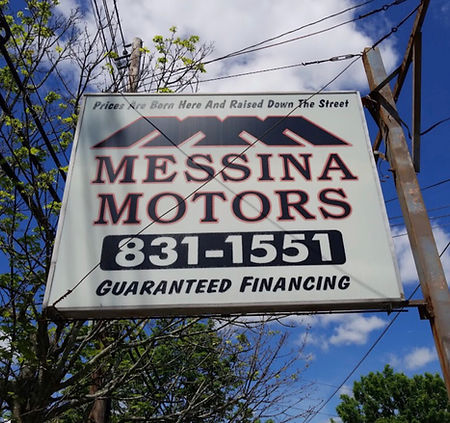 Prices Are Born Here And Raised Down The Street
MESSINA
MOTORS
831-1551
GUARANTEED FINANCING